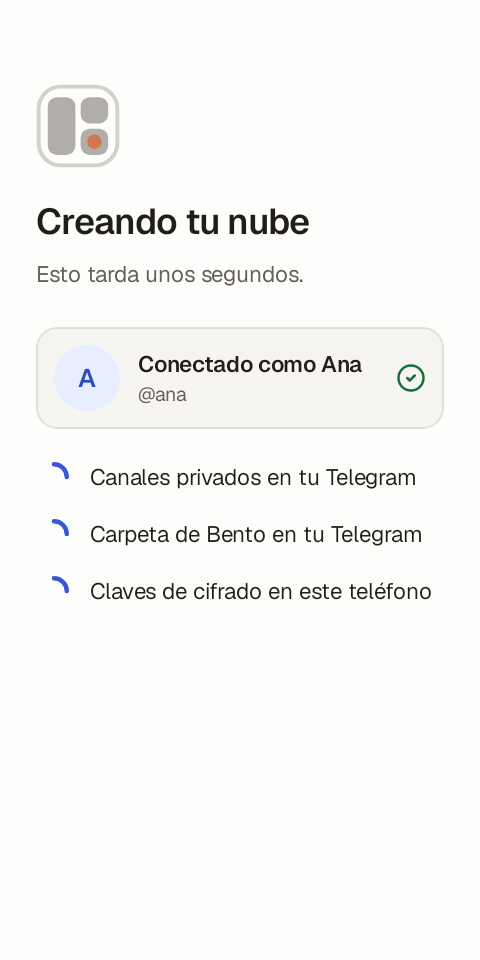 Creando tu nube
Esto tarda unos segundos.
A
Conectado como Ana
@ana
Canales privados en tu Telegram
Carpeta de Bento en tu Telegram
Claves de cifrado en este teléfono